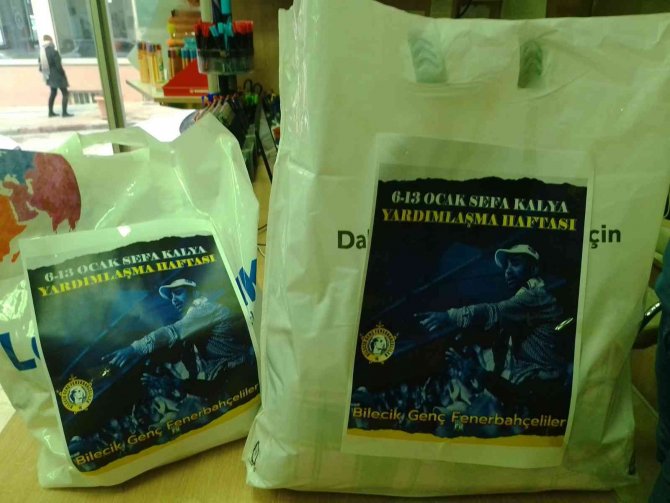 6-13 OCAK SEFA KALYA
YARDIMLAŞMA HAFTASI
Bilecik Genç Fenerbahçeliler
6-13 OCAK SEFA KALYA
YARDIMLAŞMA HAFTASI
Bilecik Genç Fenerbahçeliler